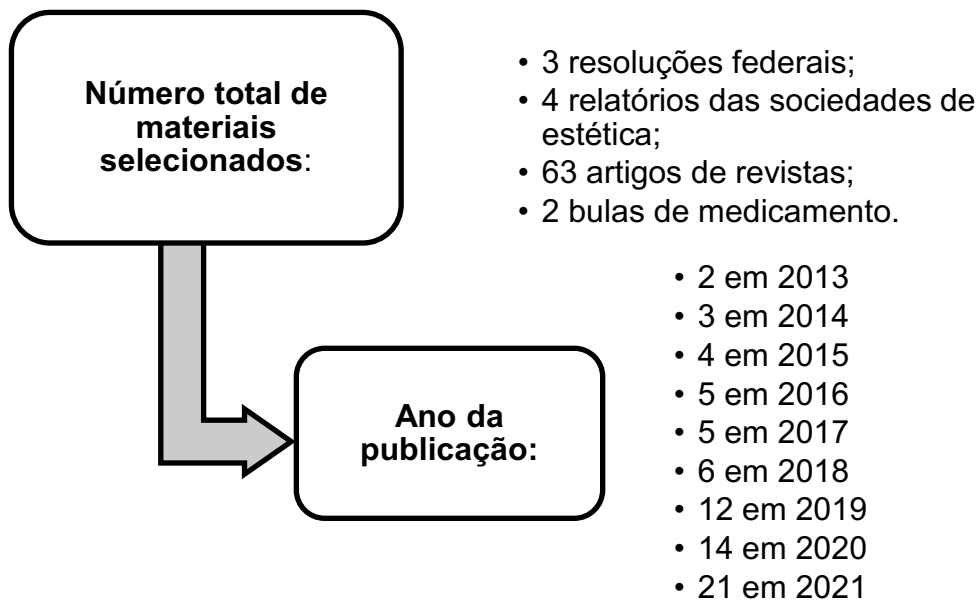 Número total de
materiais
selecionados:
• 3 resoluções federais;
• 4 relatórios das sociedades de
estética;
• 63 artigos de revistas;
• 2 bulas de medicamento.
Ano da
publicação:
• 2 em 2013
• 3 em 2014
• 4 em 2015
• 5 em 2016
• 5 em 2017
• 6 em 2018
• 12 em 2019
• 14 em 2020
• 21 em 2021